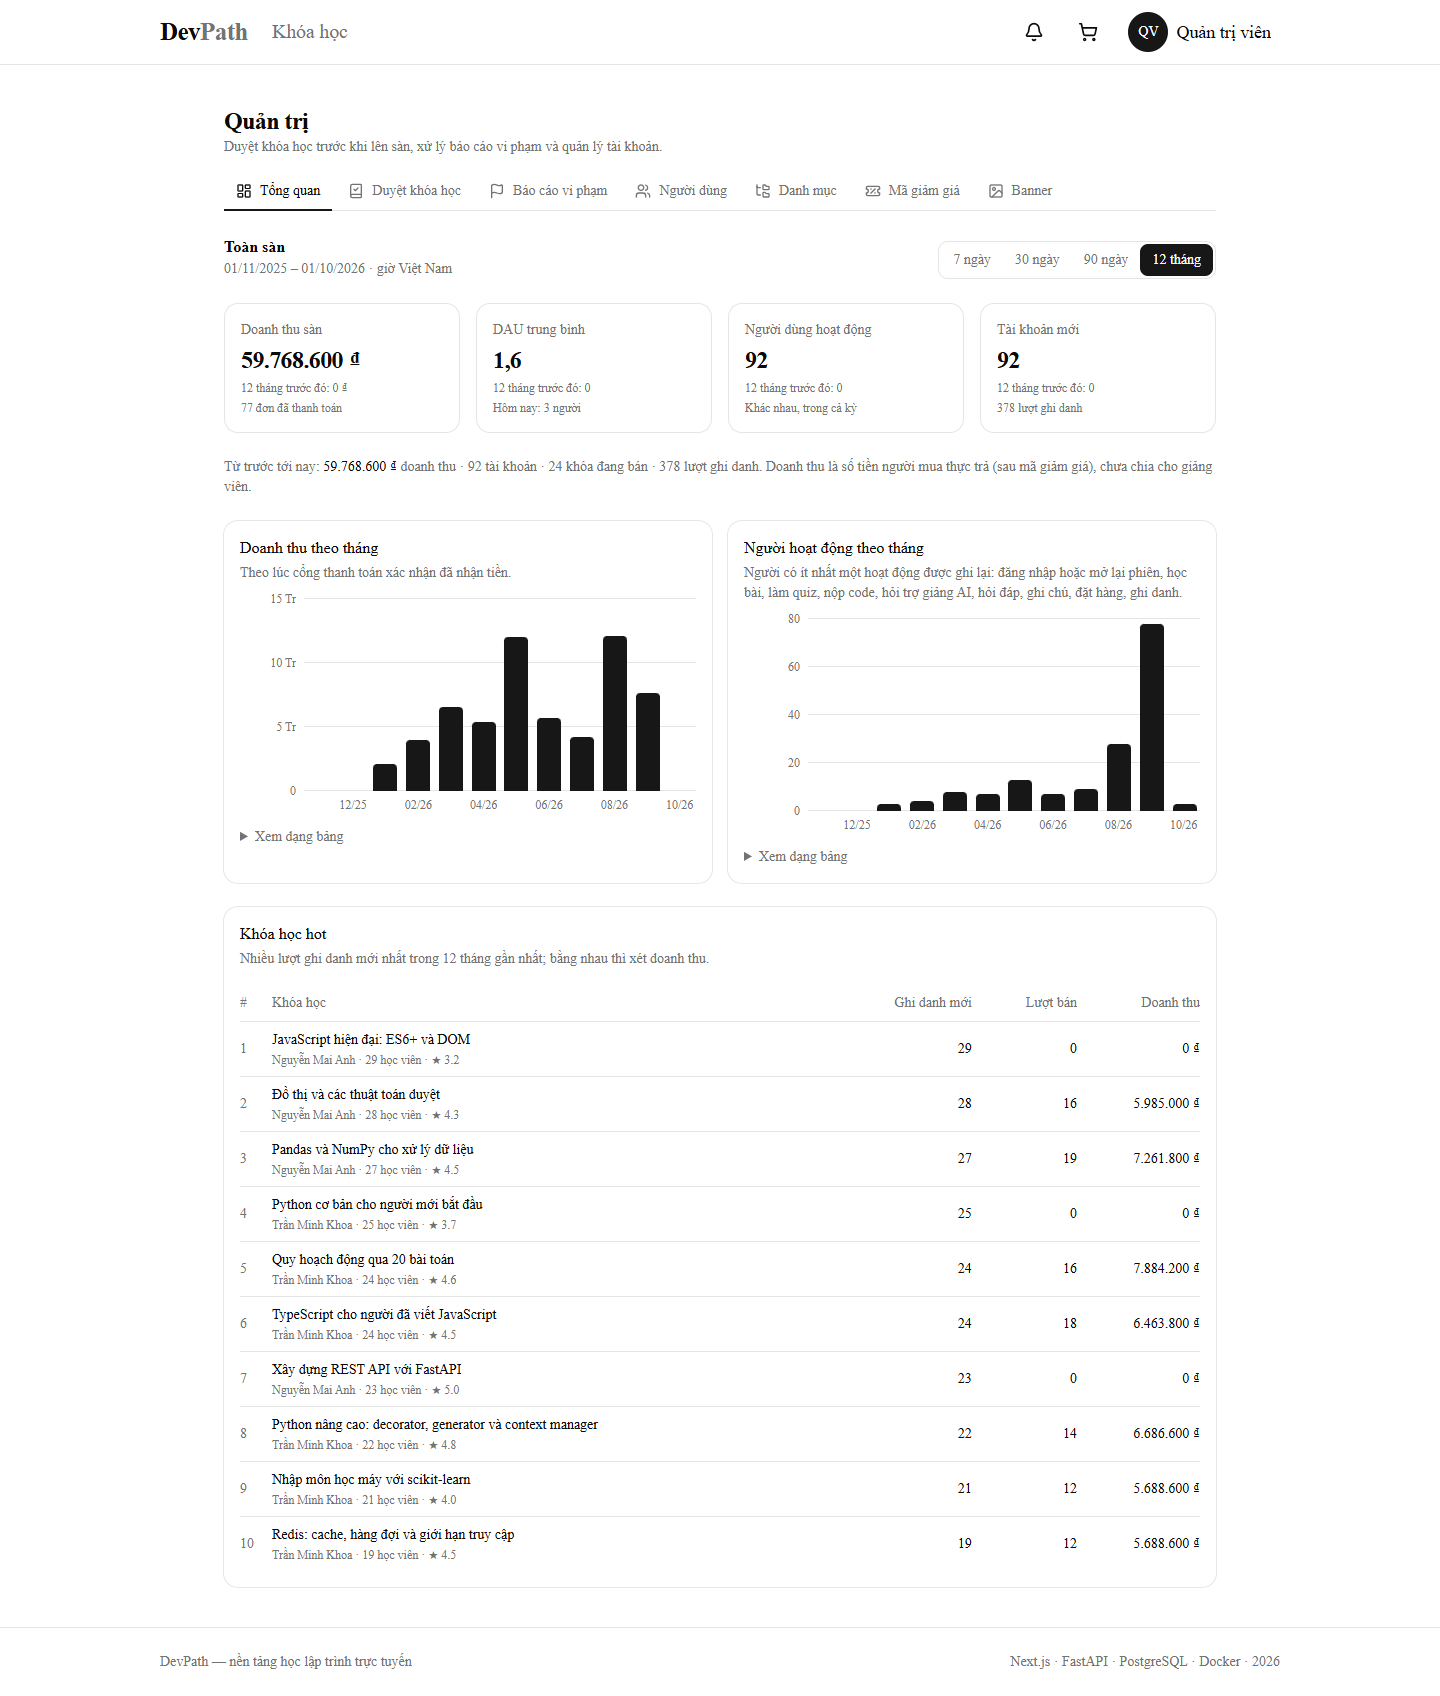 DevPath Khóa học QV Quản trị viên
Quản trị
Duyệt khóa học trước khi lên sàn, xử lý báo cáo vi phạm và quản lý tài khoản.
Tổng quan Duyệt khóa học Báo cáo vi phạm Người dùng Danh mục Mã giảm giá Banner
Toàn sàn
01/11/2025 – 01/10/2026 · giờ Việt Nam
7 ngày 30 ngày 90 ngày 12 tháng
Doanh thu sàn
59.768.600 ₫
12 tháng trước đó: 0 ₫
77 đơn đã thanh toán
DAU trung bình
1,6
12 tháng trước đó: 0
Hôm nay: 3 người
Người dùng hoạt động
92
12 tháng trước đó: 0
Khác nhau, trong cả kỳ
Tài khoản mới
92
12 tháng trước đó: 0
378 lượt ghi danh
Từ trước tới nay: 59.768.600 ₫ doanh thu · 92 tài khoản · 24 khóa đang bán · 378 lượt ghi danh. Doanh thu là số tiền người mua thực trả (sau mã giảm giá), chưa chia cho giảng
viên.
Doanh thu theo tháng
Theo lúc cổng thanh toán xác nhận đã nhận tiền.
15 Tr
10 Tr
5 Tr
0
12/25 02/26 04/26 06/26 08/26 10/26
▶ Xem dạng bảng
Người hoạt động theo tháng
Người có ít nhất một hoạt động được ghi lại: đăng nhập hoặc mở lại phiên, học
bài, làm quiz, nộp code, hỏi trợ giảng AI, hỏi đáp, ghi chú, đặt hàng, ghi danh.
80
60
40
20
0
12/25 02/26 04/26 06/26 08/26 10/26
▶ Xem dạng bảng
Khóa học hot
Nhiều lượt ghi danh mới nhất trong 12 tháng gần nhất; bằng nhau thì xét doanh thu.
# Khóa học Ghi danh mới Lượt bán Doanh thu
1 JavaScript hiện đại: ES6+ và DOM 29 0 0 ₫
Nguyễn Mai Anh · 29 học viên · ★ 3.2
2 Đồ thị và các thuật toán duyệt 28 16 5.985.000 ₫
Nguyễn Mai Anh · 28 học viên · ★ 4.3
3 Pandas và NumPy cho xử lý dữ liệu 27 19 7.261.800 ₫
Nguyễn Mai Anh · 27 học viên · ★ 4.5
4 Python cơ bản cho người mới bắt đầu 25 0 0 ₫
Trần Minh Khoa · 25 học viên · ★ 3.7
5 Quy hoạch động qua 20 bài toán 24 16 7.884.200 ₫
Trần Minh Khoa · 24 học viên · ★ 4.6
6 TypeScript cho người đã viết JavaScript 24 18 6.463.800 ₫
Trần Minh Khoa · 24 học viên · ★ 4.5
7 Xây dựng REST API với FastAPI 23 0 0 ₫
Nguyễn Mai Anh · 23 học viên · ★ 5.0
8 Python nâng cao: decorator, generator và context manager 22 14 6.686.600 ₫
Trần Minh Khoa · 22 học viên · ★ 4.8
9 Nhập môn học máy với scikit-learn 21 12 5.688.600 ₫
Trần Minh Khoa · 21 học viên · ★ 4.0
10 Redis: cache, hàng đợi và giới hạn truy cập 19 12 5.688.600 ₫
Trần Minh Khoa · 19 học viên · ★ 4.5
DevPath — nền tảng học lập trình trực tuyến Next.js · FastAPI · PostgreSQL · Docker · 2026